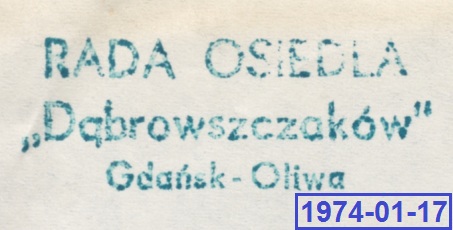 RADA OSIEDLA
„Dąbrowszczaków"
Gdańsk - Oliwa
1974-01-17